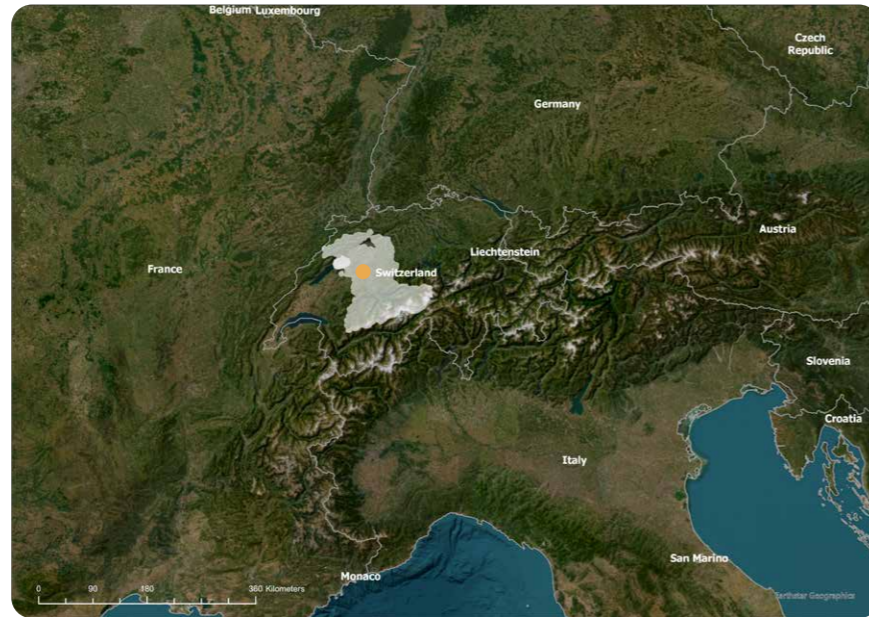 Belgium Luxembourg
Czech
Republic
Germany
Austria
Liechtenstein
France
Switzerland
Slovenia
Croatia
Italy
San Marino
Monaco
0 90 180 360 Kilometers
Earthstar Geographics